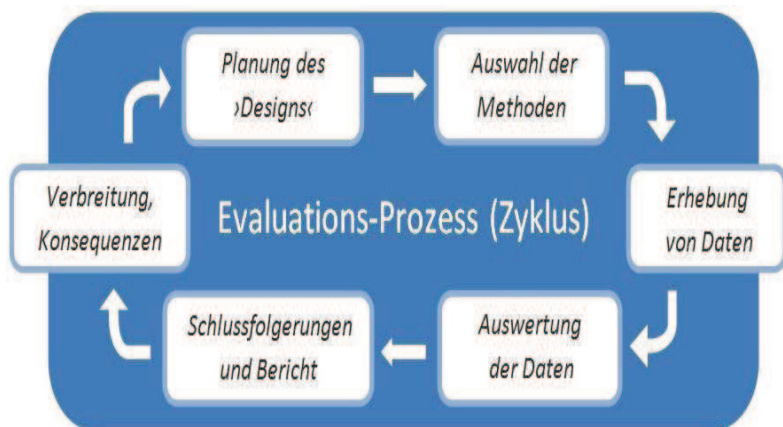 Planung des
›Designs‹
Auswahl der
Methoden
Verbreitung,
Konsequenzen
Evaluations-Prozess (Zyklus)
Erhebung
von Daten
Schlussfolgerungen
und Bericht
Auswertung
der Daten